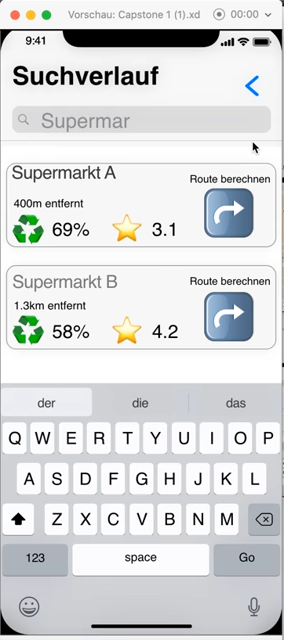 Vorschau: Capstone 1 (1).xd 00:00
9:41
Suchverlauf
Supermar
Supermarkt A
Route berechnen
400m entfernt
69% 3.1
Supermarkt B
Route berechnen
1.3km entfernt
58% 4.2
der die das
Q W E R T Y U I O P
A S D F G H J K L
Z X C V B N M
123 space Go